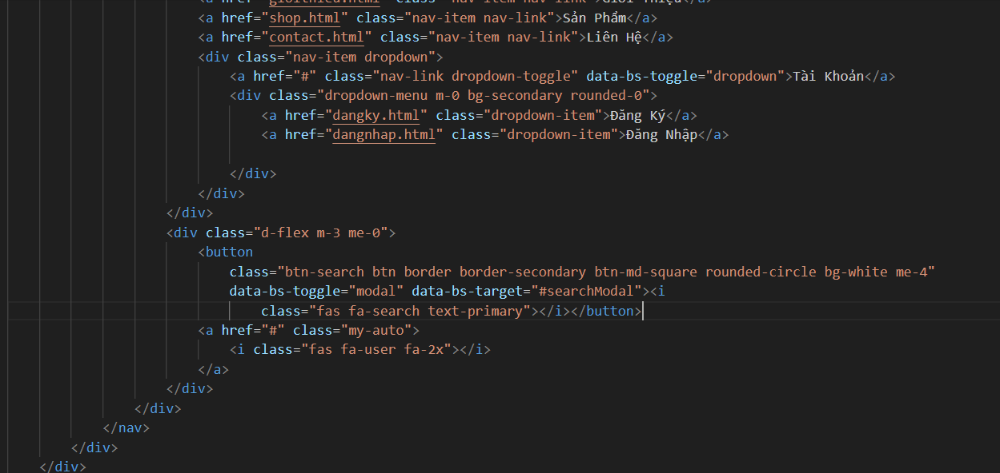 <a href="gioithieu.html" class="nav-item nav-link">Giới Thiệu</a>
<a href="shop.html" class="nav-item nav-link">Sản Phẩm</a>
<a href="contact.html" class="nav-item nav-link">Liên Hệ</a>
<div class="nav-item dropdown">
<a href="#" class="nav-link dropdown-toggle" data-bs-toggle="dropdown">Tài Khoản</a>
<div class="dropdown-menu m-0 bg-secondary rounded-0">
<a href="dangky.html" class="dropdown-item">Đăng Ký</a>
<a href="dangnhap.html" class="dropdown-item">Đăng Nhập</a>
</div>
</div>
</div>
<div class="d-flex m-3 me-0">
<button
class="btn-search btn border border-secondary btn-md-square rounded-circle bg-white me-4"
data-bs-toggle="modal" data-bs-target="#searchModal"><i
class="fas fa-search text-primary"></i></button>
<a href="#" class="my-auto">
<i class="fas fa-user fa-2x"></i>
</a>
</div>
</div>
</nav>
</div>
</div>